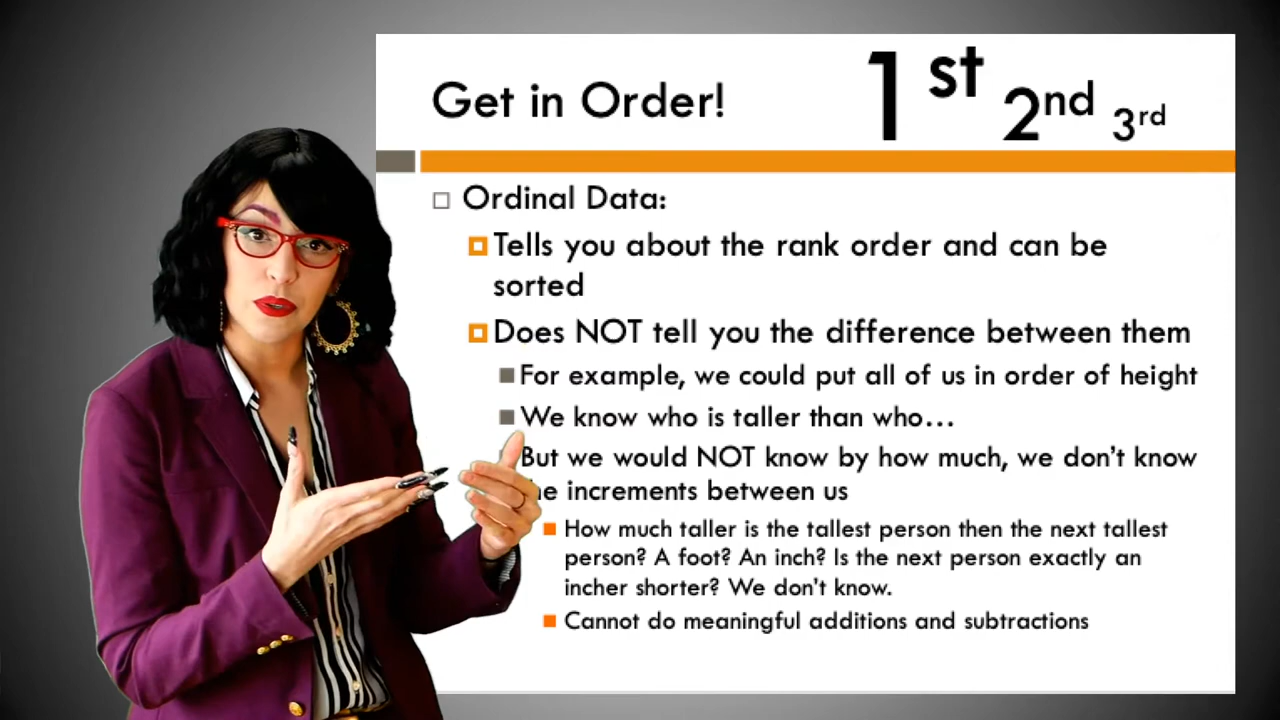 Get in Order!
1st 2nd 3rd
Ordinal Data:
Tells you about the rank order and can be
sorted
Does NOT tell you the difference between them
For example, we could put all of us in order of height
We know who is taller than who…
But we would NOT know by how much, we don't know
increments between us
How much taller is the tallest person then the next tallest
person? A foot? An inch? Is the next person exactly an
incher shorter? We don't know.
Cannot do meaningful additions and subtractions